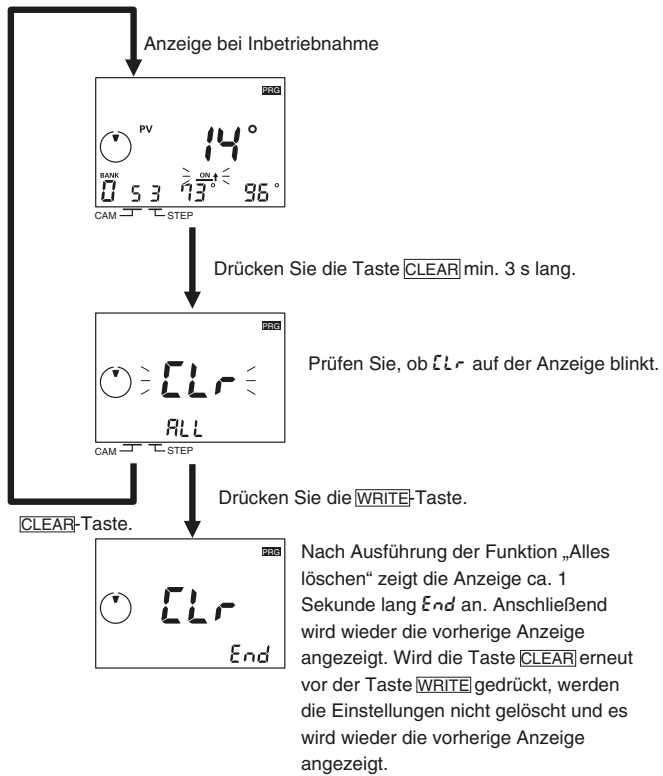 Anzeige bei Inbetriebnahme
PRG
PV
14°
BANK
ON
0 5 3 73° 96°
CAM STEP
Drücken Sie die Taste CLEAR min. 3 s lang.
PRG
CLr
ALL
Prüfen Sie, ob CLr auf der Anzeige blinkt.
CAM STEP
Drücken Sie die WRITE-Taste.
CLEAR-Taste.
PRG
CLr
End
Nach Ausführung der Funktion „Alles
löschen“ zeigt die Anzeige ca. 1
Sekunde lang End an. Anschließend
wird wieder die vorherige Anzeige
angezeigt. Wird die Taste CLEAR erneut
vor der Taste WRITE gedrückt, werden
die Einstellungen nicht gelöscht und es
wird wieder die vorherige Anzeige
angezeigt.